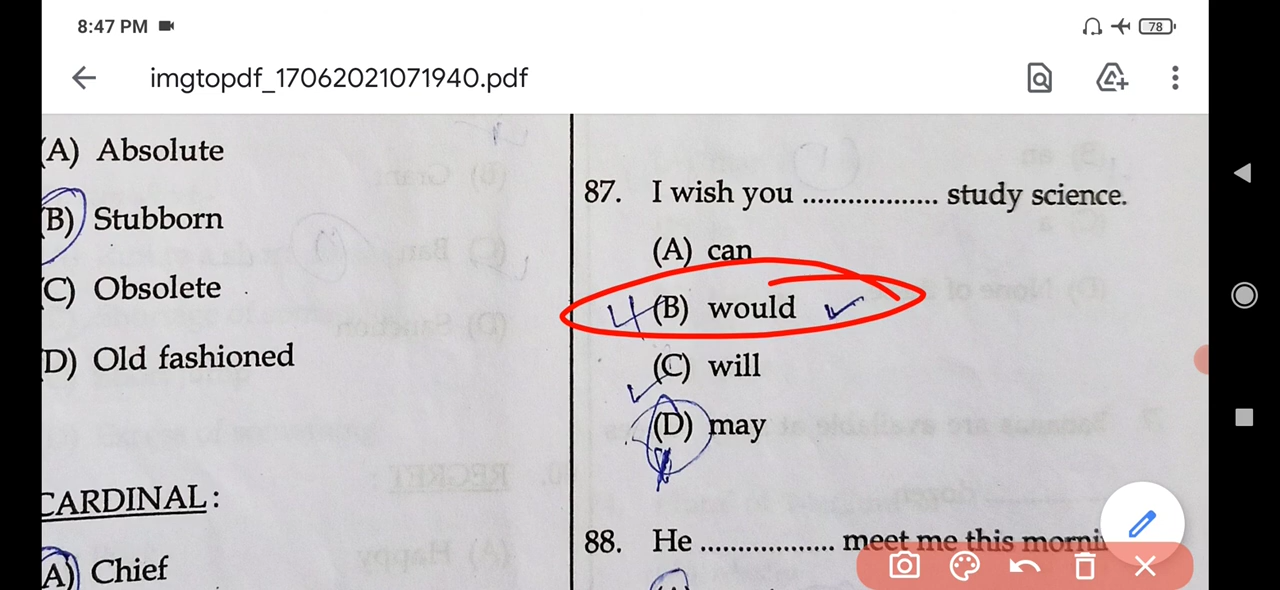 8:47 PM
78
imgtopdf_17062021071940.pdf
(A) Absolute
(B) Stubborn
(C) Obsolete
D) Old fashioned
CARDINAL:
A) Chief
87. I wish you .................. study science.
(A) can
(B) would
(C) will
(D) may
88. He .................. meet me this morni